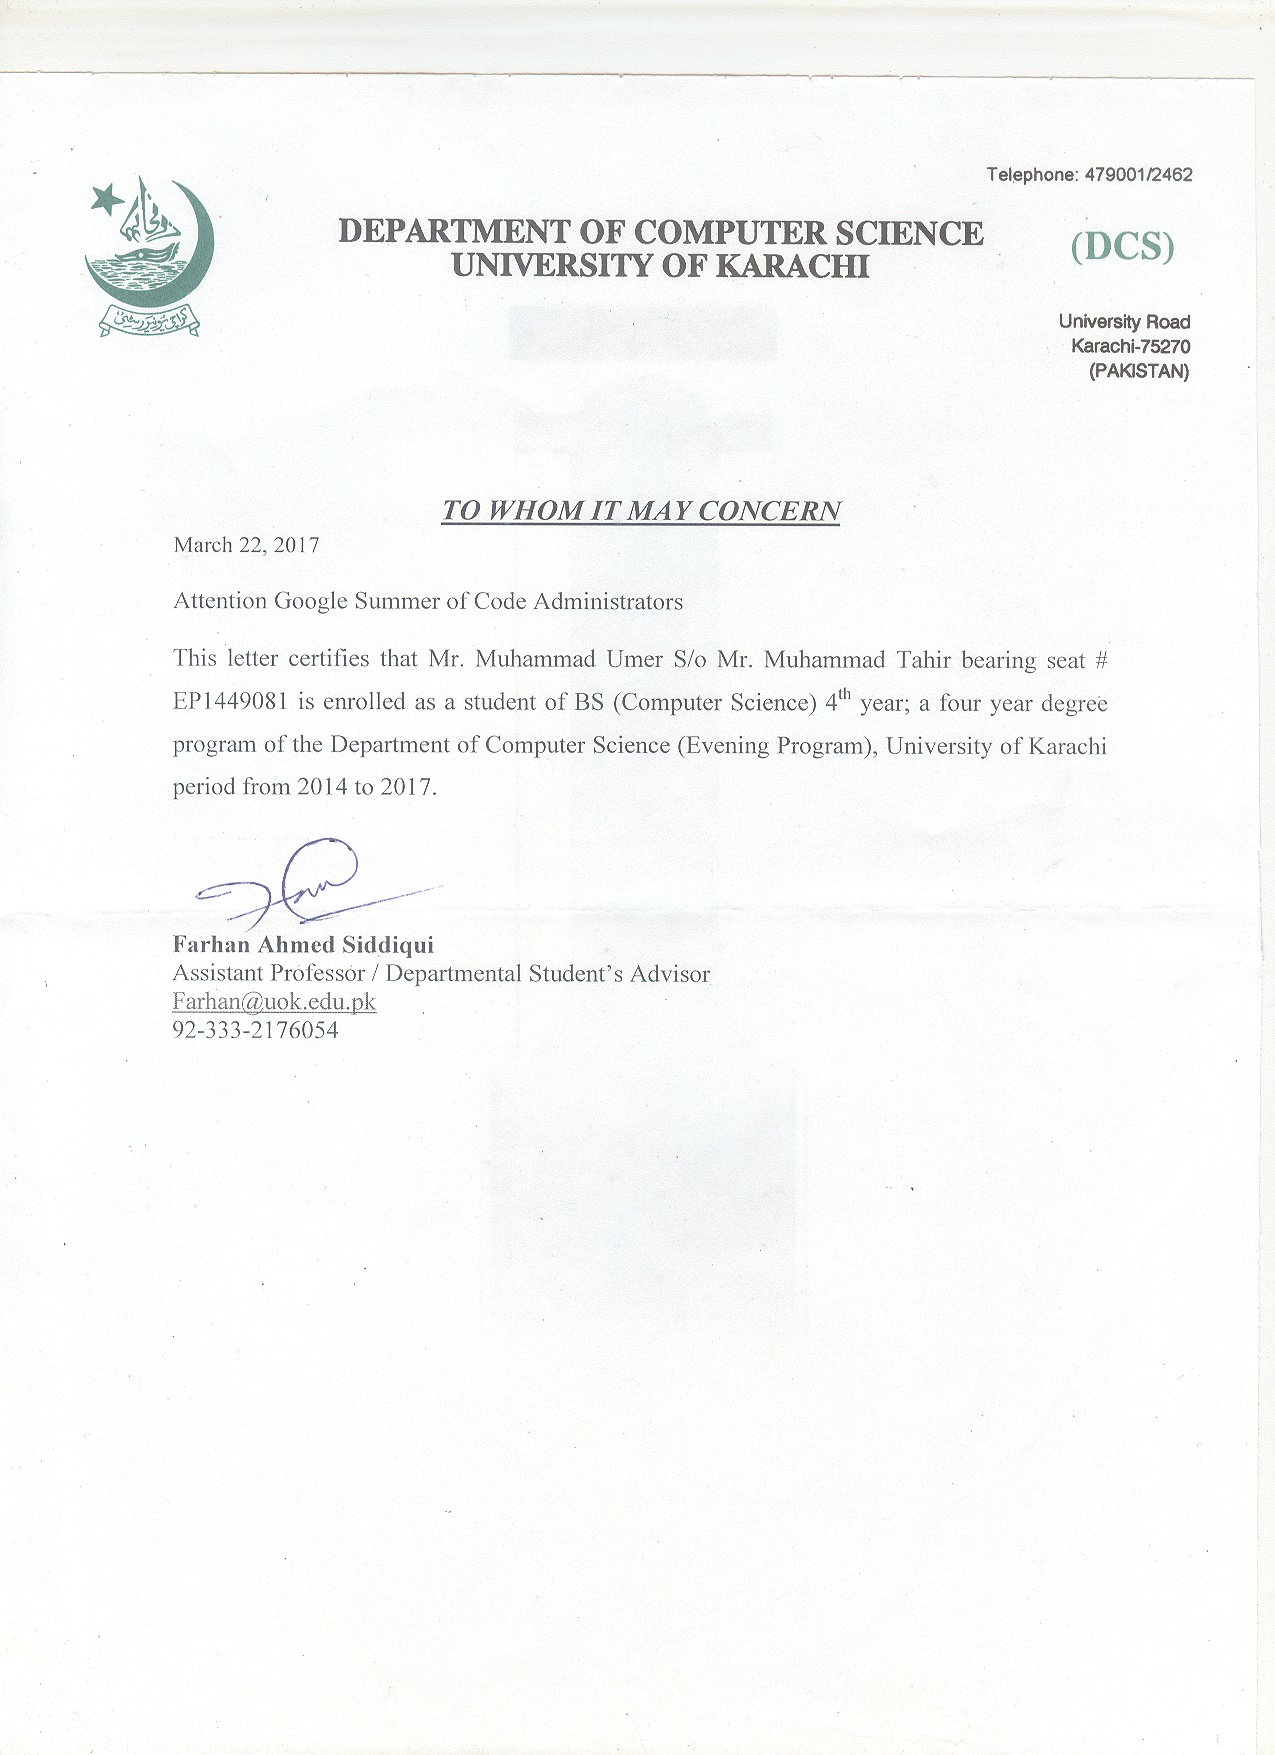 Telephone: 479001/2462
DEPARTMENT OF COMPUTER SCIENCE
UNIVERSITY OF KARACHI
(DCS)
کراچی یونیورسٹی
University Road
Karachi-75270
(PAKISTAN)
TO WHOM IT MAY CONCERN
March 22, 2017
Attention Google Summer of Code Administrators
This letter certifies that Mr. Muhammad Umer S/o Mr. Muhammad Tahir bearing seat #
EP1449081 is enrolled as a student of BS (Computer Science) 4th year; a four year degree
program of the Department of Computer Science (Evening Program), University of Karachi
period from 2014 to 2017.
Farhan Ahmed Siddiqui
Assistant Professor / Departmental Student's Advisor
Farhan@uok.edu.pk
92-333-2176054